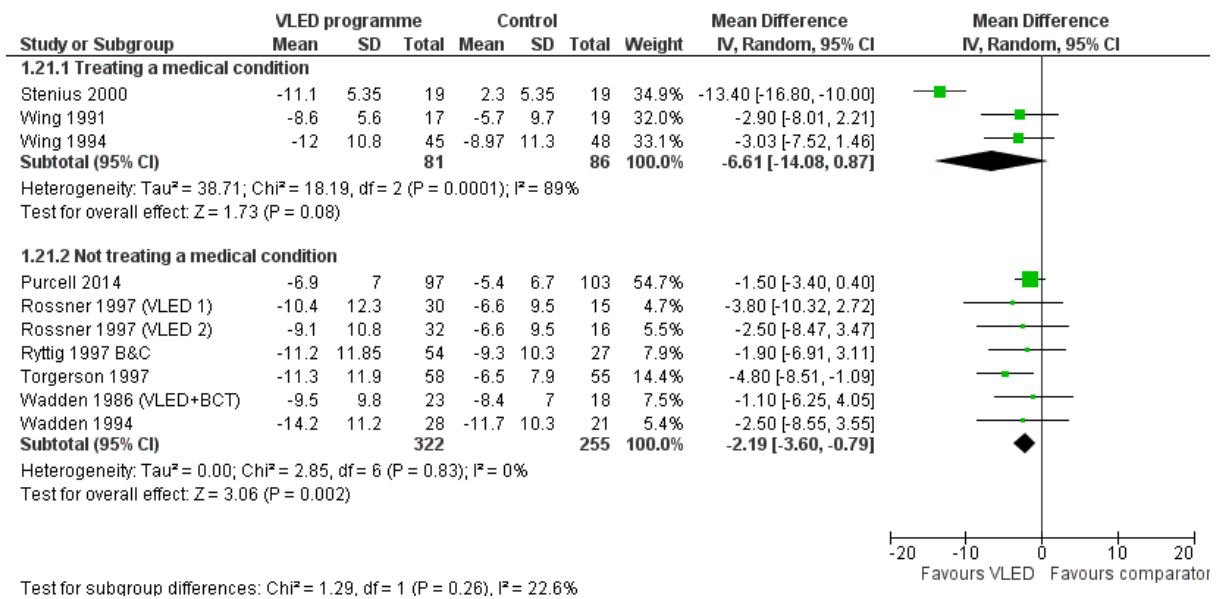 VLED programme Control Mean Difference Mean Difference
Study or Subgroup Mean SD Total Mean SD Total Weight IV, Random, 95% CI IV, Random, 95% CI
1.21.1 Treating a medical condition
Stenius 2000 -11.1 5.35 19 2.3 5.35 19 34.9% -13.40 [-16.80, -10.00]
Wing 1991 -8.6 5.6 17 -5.7 9.7 19 32.0% -2.90 [-8.01, 2.21]
Wing 1994 -12 10.8 45 -8.97 11.3 48 33.1% -3.03 [-7.52, 1.46]
Subtotal (95% CI) 81 86 100.0% -6.61 [-14.08, 0.87]
Heterogeneity: Tau² = 38.71; Chi² = 18.19, df = 2 (P = 0.0001); I² = 89%
Test for overall effect: Z = 1.73 (P = 0.08)
1.21.2 Not treating a medical condition
Purcell 2014 -6.9 7 97 -5.4 6.7 103 54.7% -1.50 [-3.40, 0.40]
Rossner 1997 (VLED 1) -10.4 12.3 30 -6.6 9.5 15 4.7% -3.80 [-10.32, 2.72]
Rossner 1997 (VLED 2) -9.1 10.8 32 -6.6 9.5 16 5.5% -2.50 [-8.47, 3.47]
Ryttig 1997 B&C -11.2 11.85 54 -9.3 10.3 27 7.9% -1.90 [-6.91, 3.11]
Torgerson 1997 -11.3 11.9 58 -6.5 7.9 55 14.4% -4.80 [-8.51, -1.09]
Wadden 1986 (VLED+BCT) -9.5 9.8 23 -8.4 7 18 7.5% -1.10 [-6.25, 4.05]
Wadden 1994 -14.2 11.2 28 -11.7 10.3 21 5.4% -2.50 [-8.55, 3.55]
Subtotal (95% CI) 322 255 100.0% -2.19 [-3.60, -0.79]
Heterogeneity: Tau² = 0.00; Chi² = 2.85, df = 6 (P = 0.83); I² = 0%
Test for overall effect: Z = 3.06 (P = 0.002)
-20 -10 0 10 20
Favours VLED Favours comparator
Test for subgroup differences: Chi² = 1.29, df = 1 (P = 0.26), I² = 22.6%